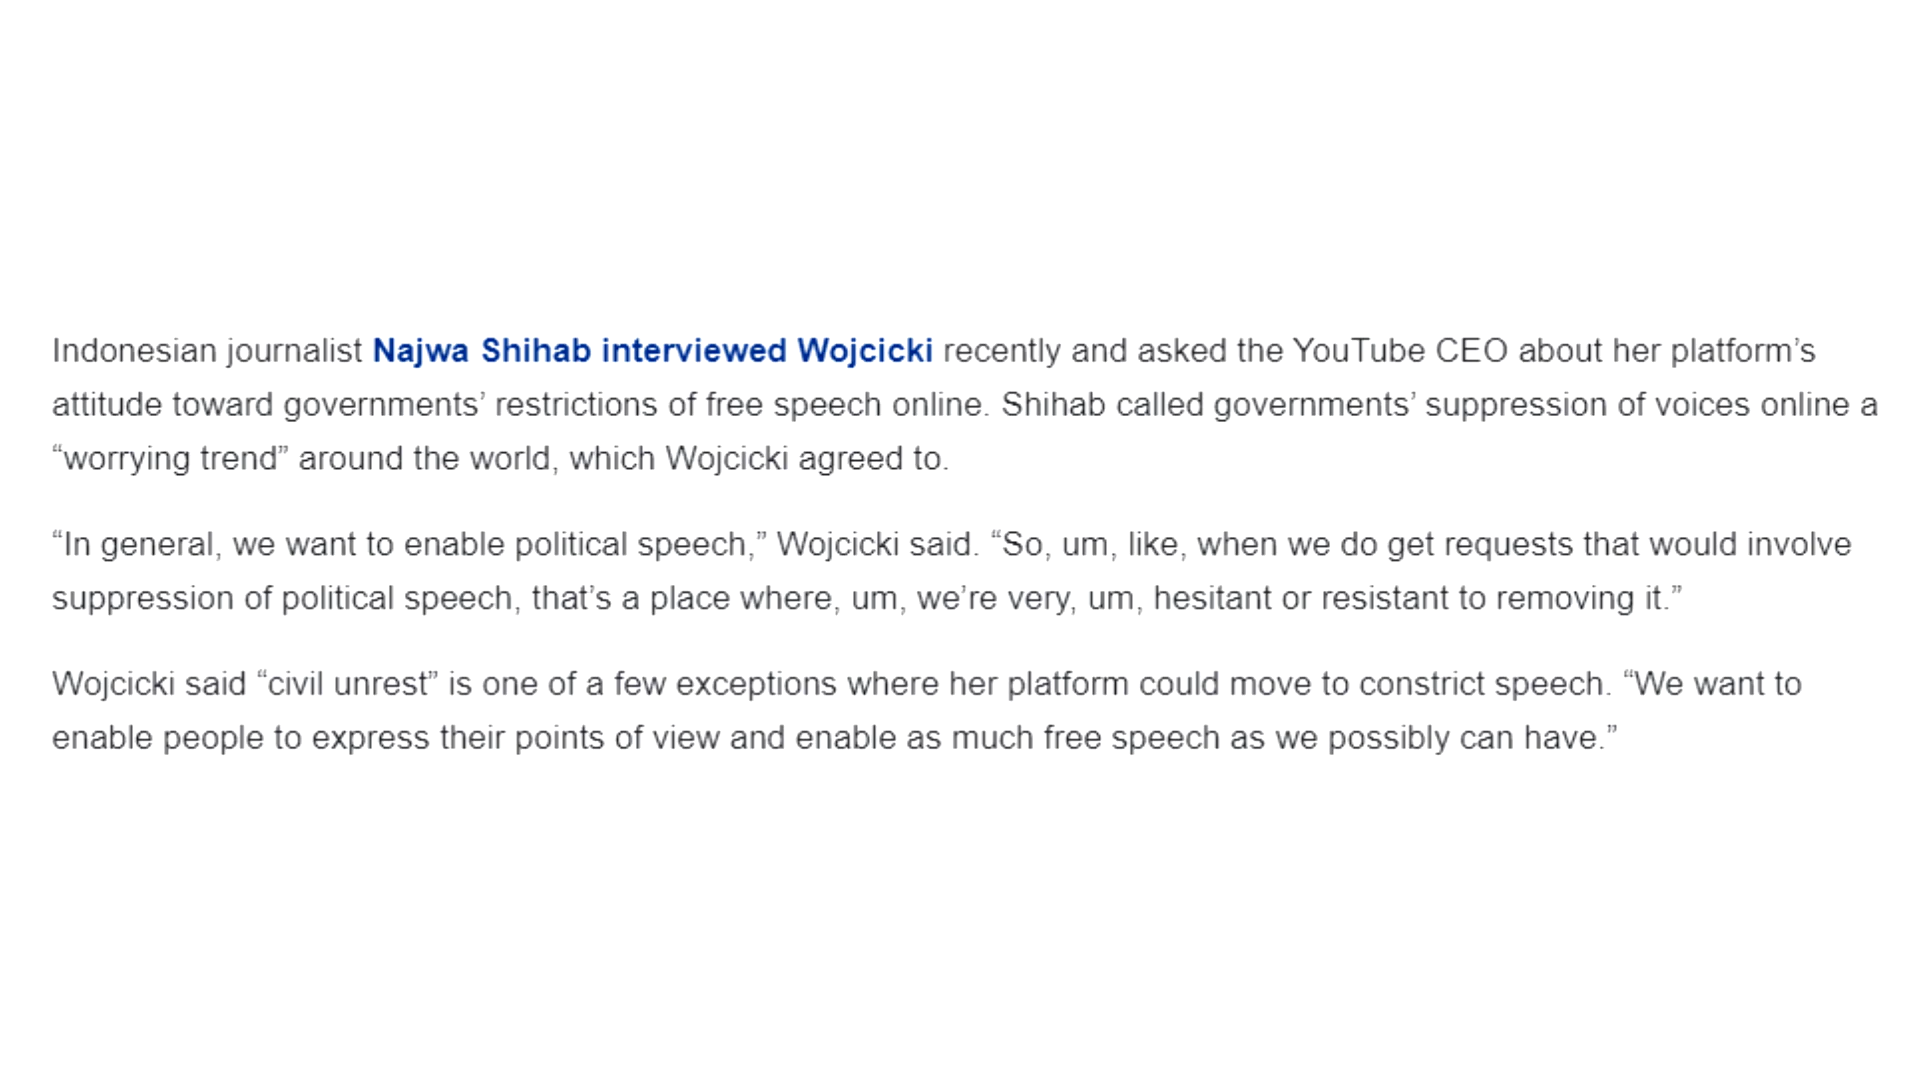 Indonesian journalist Najwa Shihab interviewed Wojcicki recently and asked the YouTube CEO about her platform’s
attitude toward governments’ restrictions of free speech online. Shihab called governments’ suppression of voices online a
“worrying trend” around the world, which Wojcicki agreed to.
“In general, we want to enable political speech,” Wojcicki said. “So, um, like, when we do get requests that would involve
suppression of political speech, that’s a place where, um, we’re very, um, hesitant or resistant to removing it.”
Wojcicki said “civil unrest” is one of a few exceptions where her platform could move to constrict speech. “We want to
enable people to express their points of view and enable as much free speech as we possibly can have.”